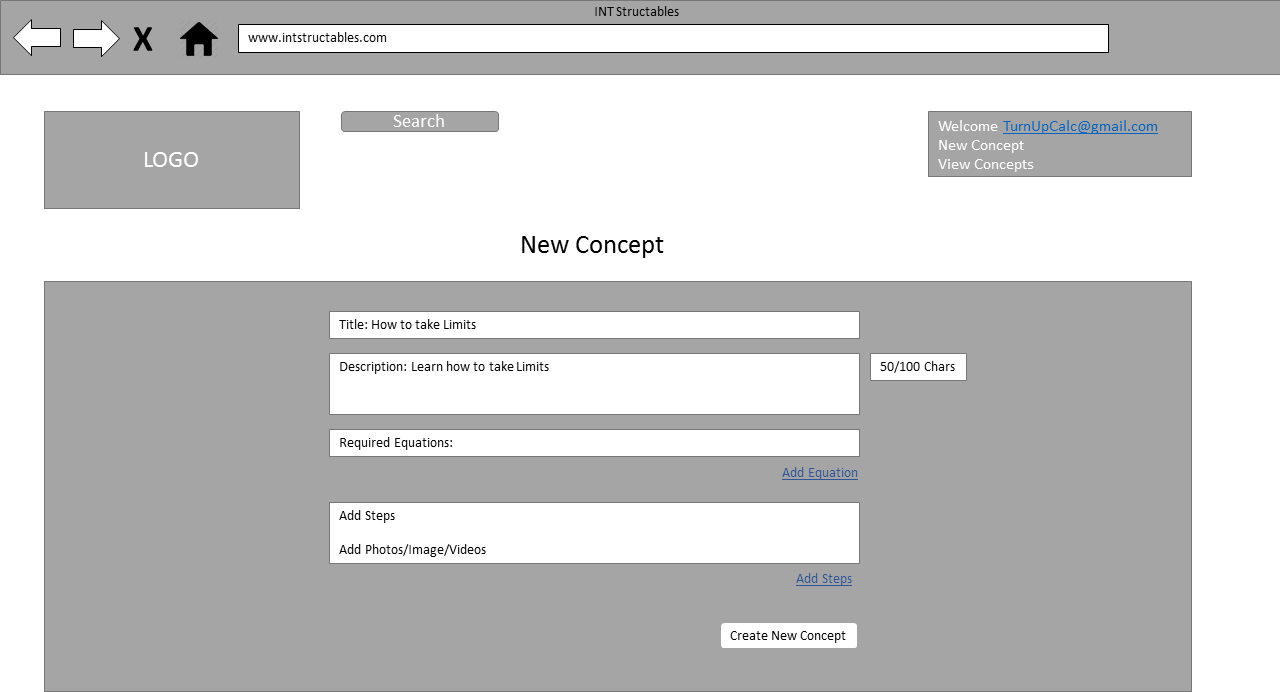 INT Structables
X
www.intstructables.com
LOGO
Search
Welcome TurnUpCalc@gmail.com
New Concept
View Concepts
New Concept
Title: How to take Limits
Description: Learn how to take Limits
50/100 Chars
Required Equations:
Add Equation
Add Steps
Add Photos/Image/Videos
Add Steps
Create New Concept